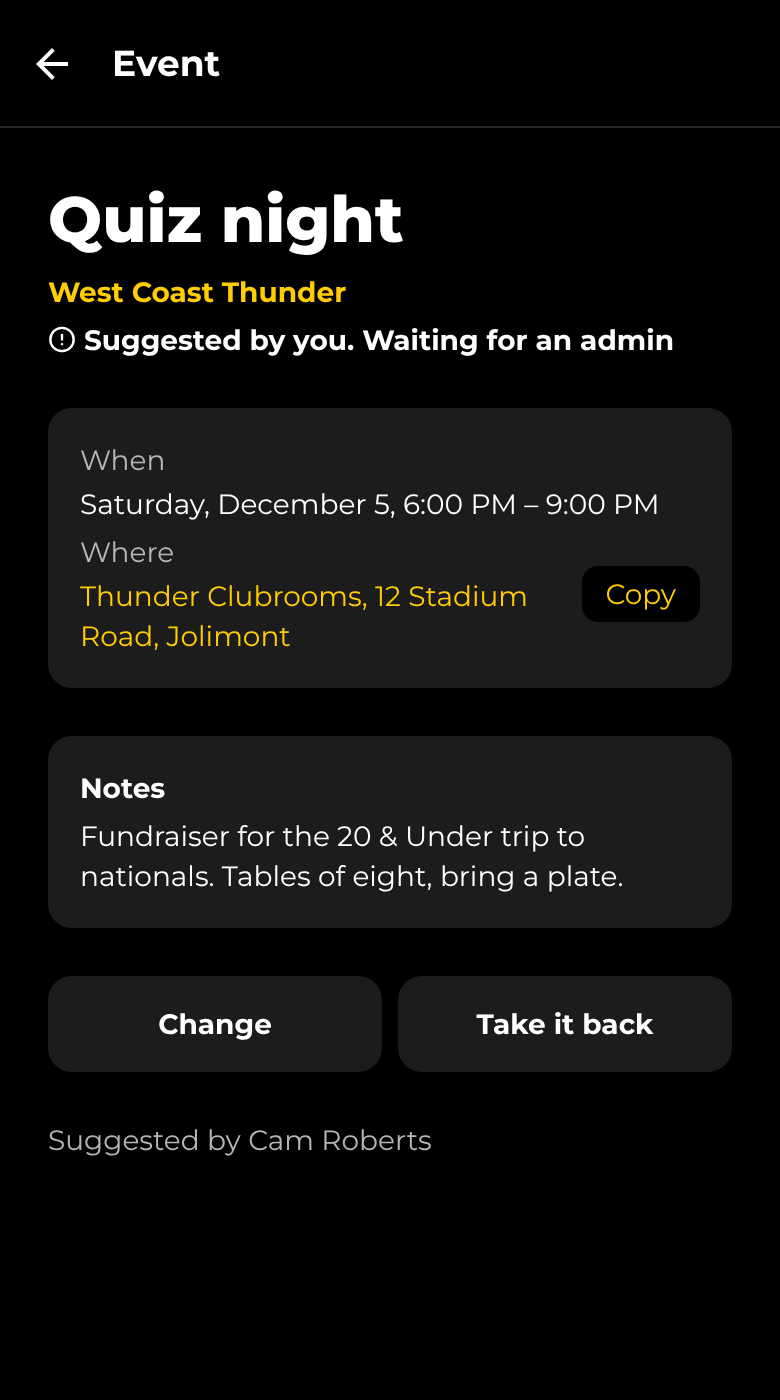 Event
Quiz night
West Coast Thunder
Suggested by you. Waiting for an admin
When
Saturday, December 5, 6:00 PM – 9:00 PM
Where
Thunder Clubrooms, 12 Stadium
Road, Jolimont
Copy
Notes
Fundraiser for the 20 & Under trip to
nationals. Tables of eight, bring a plate.
Change
Take it back
Suggested by Cam Roberts